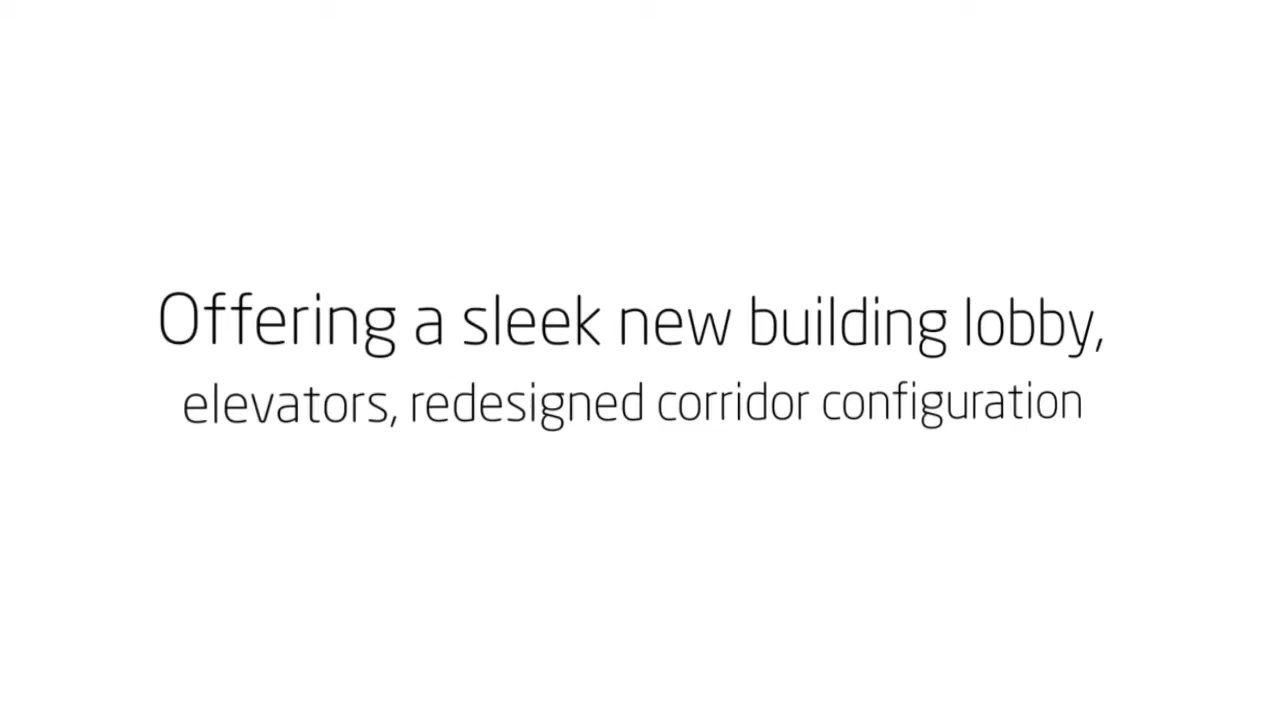 Offering a sleek new building lobby,
elevators, redesigned corridor configuration